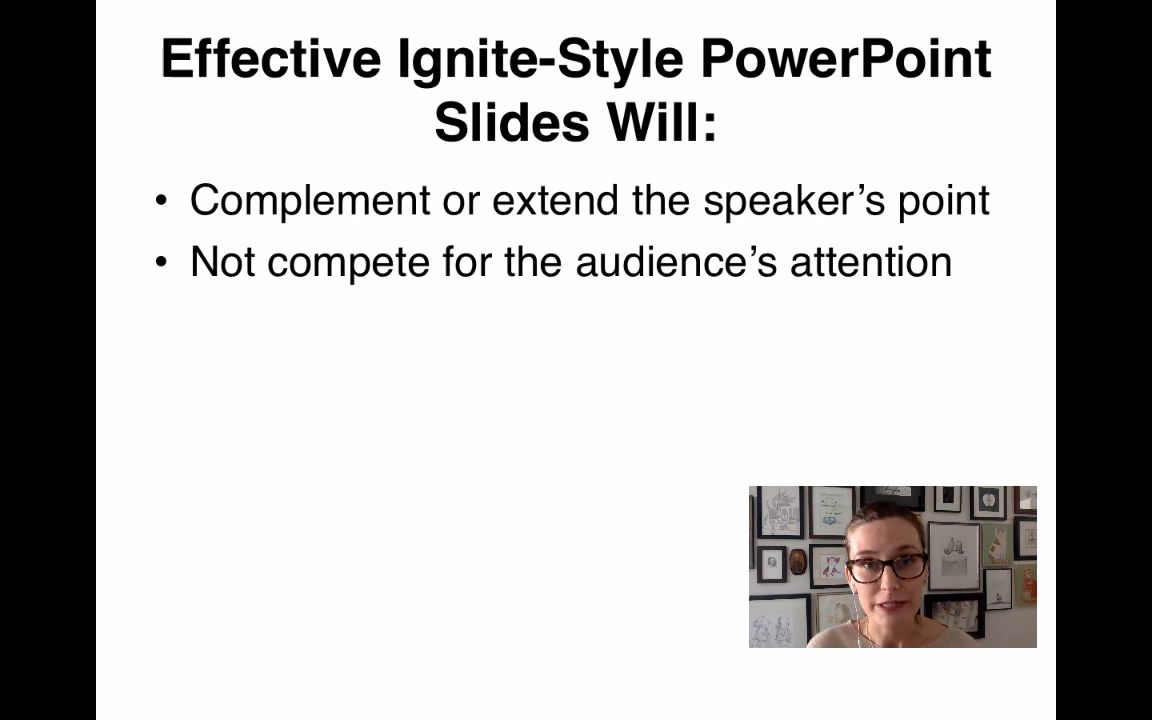 Effective Ignite-Style PowerPoint
Slides Will:
• Complement or extend the speaker’s point
• Not compete for the audience’s attention